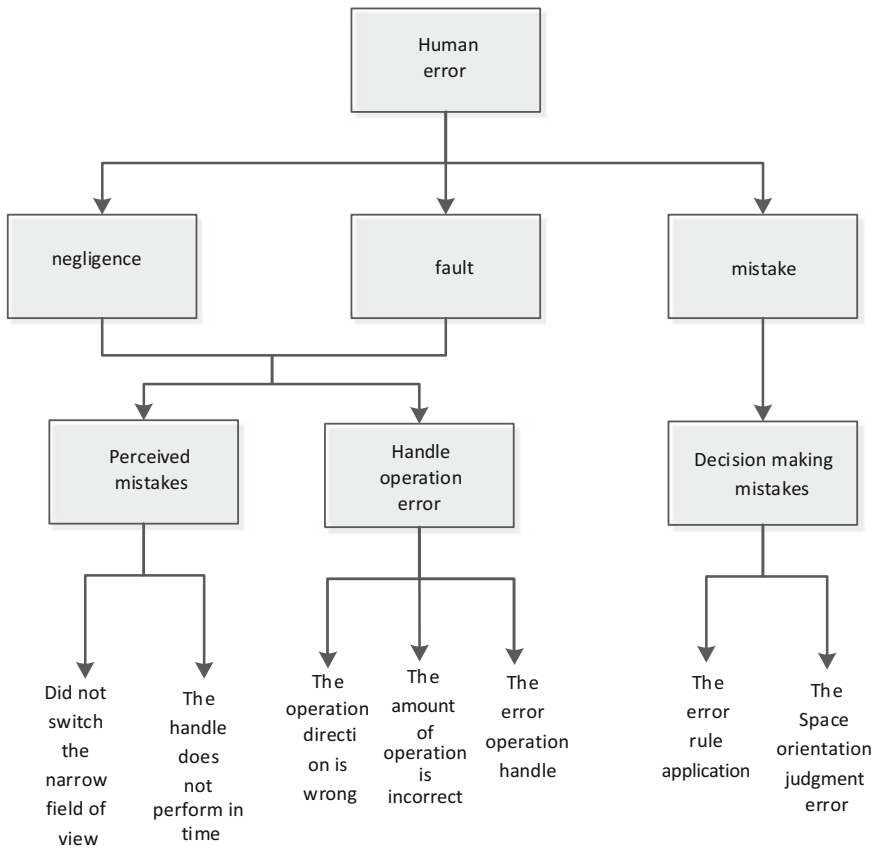 Human
error
negligence
fault
mistake
Perceived
mistakes
Handle
operation
error
Decision making
mistakes
Did not
switch
the
narrow
field of
view
The
handle
does
not
perform in
time
The
operation
directi
on is
wrong
The
amount
of
operation
is
incorrect
The
error
operation
handle
The
error
rule
application
The
Space
orientation
judgment
error